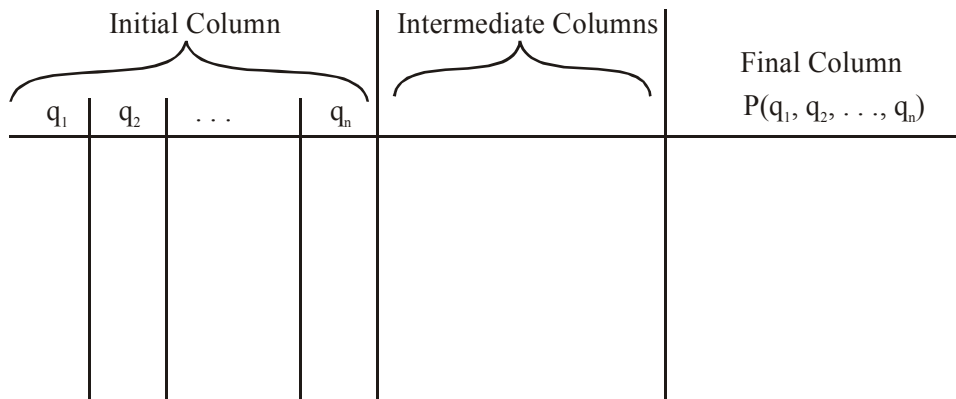 Initial Column
Intermediate Columns
Final Column
q₁ q₂ . . . qₙ
P(q₁, q₂, . . ., qₙ)